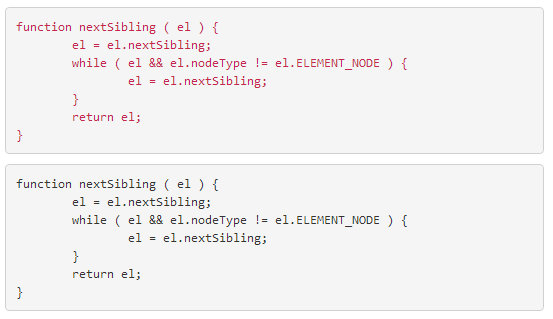 function nextSibling ( el ) {
        el = el.nextSibling;
        while ( el && el.nodeType != el.ELEMENT_NODE ) {
                el = el.nextSibling;
        }
        return el;
}
function nextSibling ( el ) {
        el = el.nextSibling;
        while ( el && el.nodeType != el.ELEMENT_NODE ) {
                el = el.nextSibling;
        }
        return el;
}